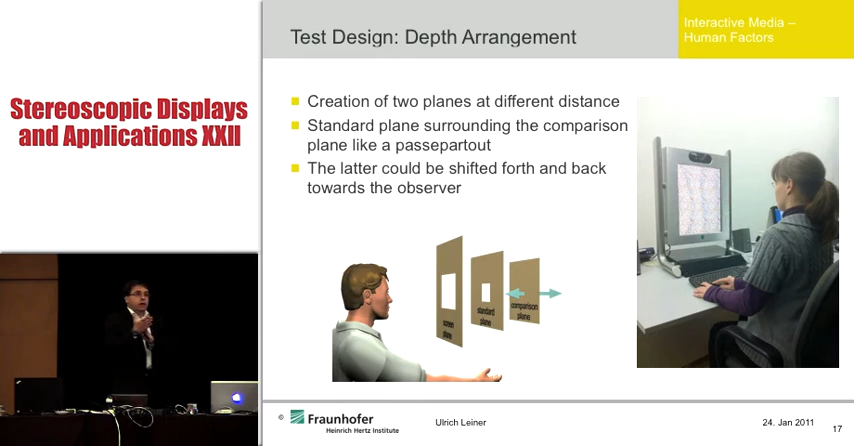 Stereoscopic Displays
and Applications XXII
Test Design: Depth Arrangement
Interactive Media –
Human Factors
Creation of two planes at different distance
Standard plane surrounding the comparison
plane like a passepartout
The latter could be shifted forth and back
towards the observer
screen
plane
standard
plane
comparison
plane
©
Fraunhofer
Heinrich Hertz Institute
Ulrich Leiner
24. Jan 2011
17